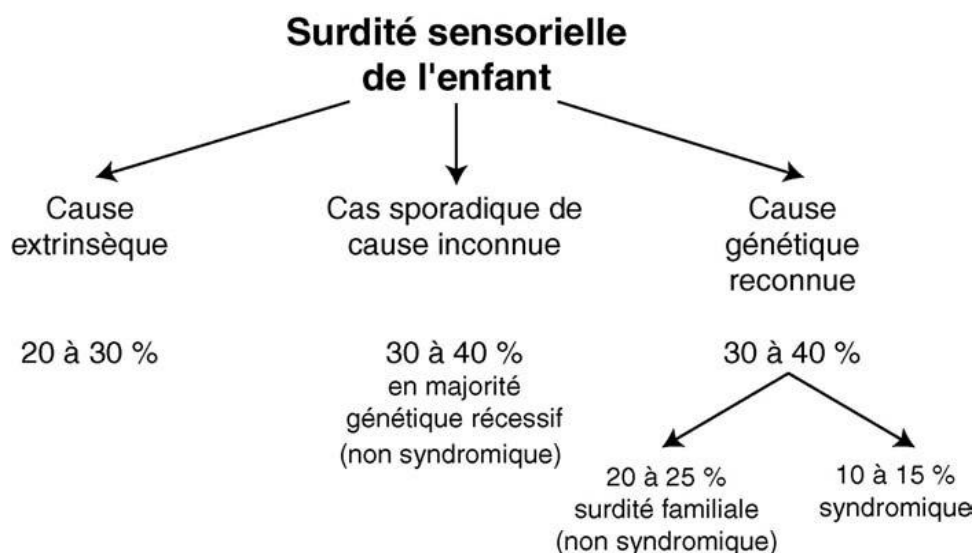 Surdité sensorielle
de l'enfant
Cause
extrinsèque
20 à 30 %
Cas sporadique de
cause inconnue
30 à 40 %
en majorité
génétique récessif
(non syndromique)
Cause
génétique
reconnue
30 à 40 %
20 à 25 %
surdité familiale
(non syndromique)
10 à 15 %
syndromique